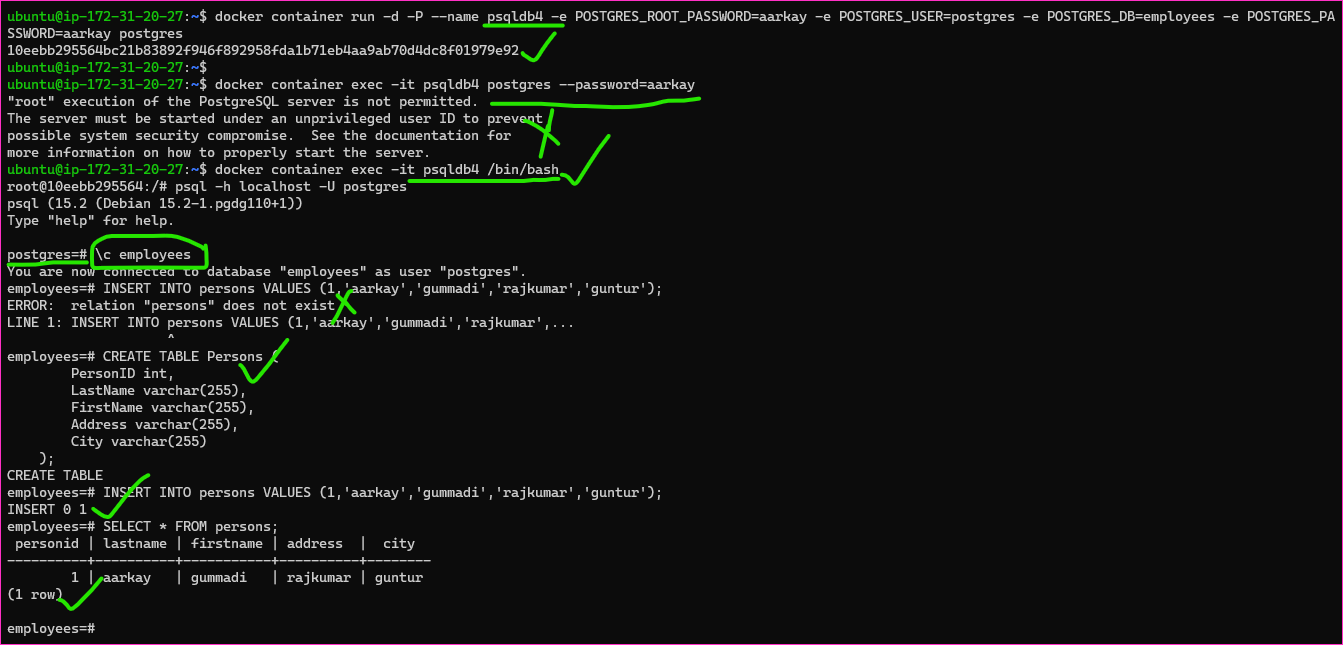 ubuntu@ip-172-31-20-27:~$ docker container run -d -P --name psqldb4 -e POSTGRES_ROOT_PASSWORD=aarkay -e POSTGRES_USER=postgres -e POSTGRES_DB=employees -e POSTGRES_PA
SSWORD=aarkay postgres
10eebb295564bc21b83892f946f892958fda1b71eb4aa9ab70d4dc8f01979e92
ubuntu@ip-172-31-20-27:~$
ubuntu@ip-172-31-20-27:~$ docker container exec -it psqldb4 postgres --password=aarkay
"root" execution of the PostgreSQL server is not permitted.
The server must be started under an unprivileged user ID to prevent
possible system security compromise.  See the documentation for
more information on how to properly start the server.
ubuntu@ip-172-31-20-27:~$ docker container exec -it psqldb4 /bin/bash
root@10eebb295564:/# psql -h localhost -U postgres
psql (15.2 (Debian 15.2-1.pgdg110+1))
Type "help" for help.

postgres=# \c employees
You are now connected to database "employees" as user "postgres".
employees=# INSERT INTO persons VALUES (1,'aarkay','gummadi','rajkumar','guntur');
ERROR:  relation "persons" does not exist
LINE 1: INSERT INTO persons VALUES (1,'aarkay','gummadi','rajkumar',...
                    ^
employees=# CREATE TABLE Persons (
        PersonID int,
        LastName varchar(255),
        FirstName varchar(255),
        Address varchar(255),
        City varchar(255)
    );
CREATE TABLE
employees=# INSERT INTO persons VALUES (1,'aarkay','gummadi','rajkumar','guntur');
INSERT 0 1
employees=# SELECT * FROM persons;
 personid | lastname | firstname | address  |  city
----------+----------+-----------+----------+--------
        1 | aarkay   | gummadi   | rajkumar | guntur
(1 row)

employees=#